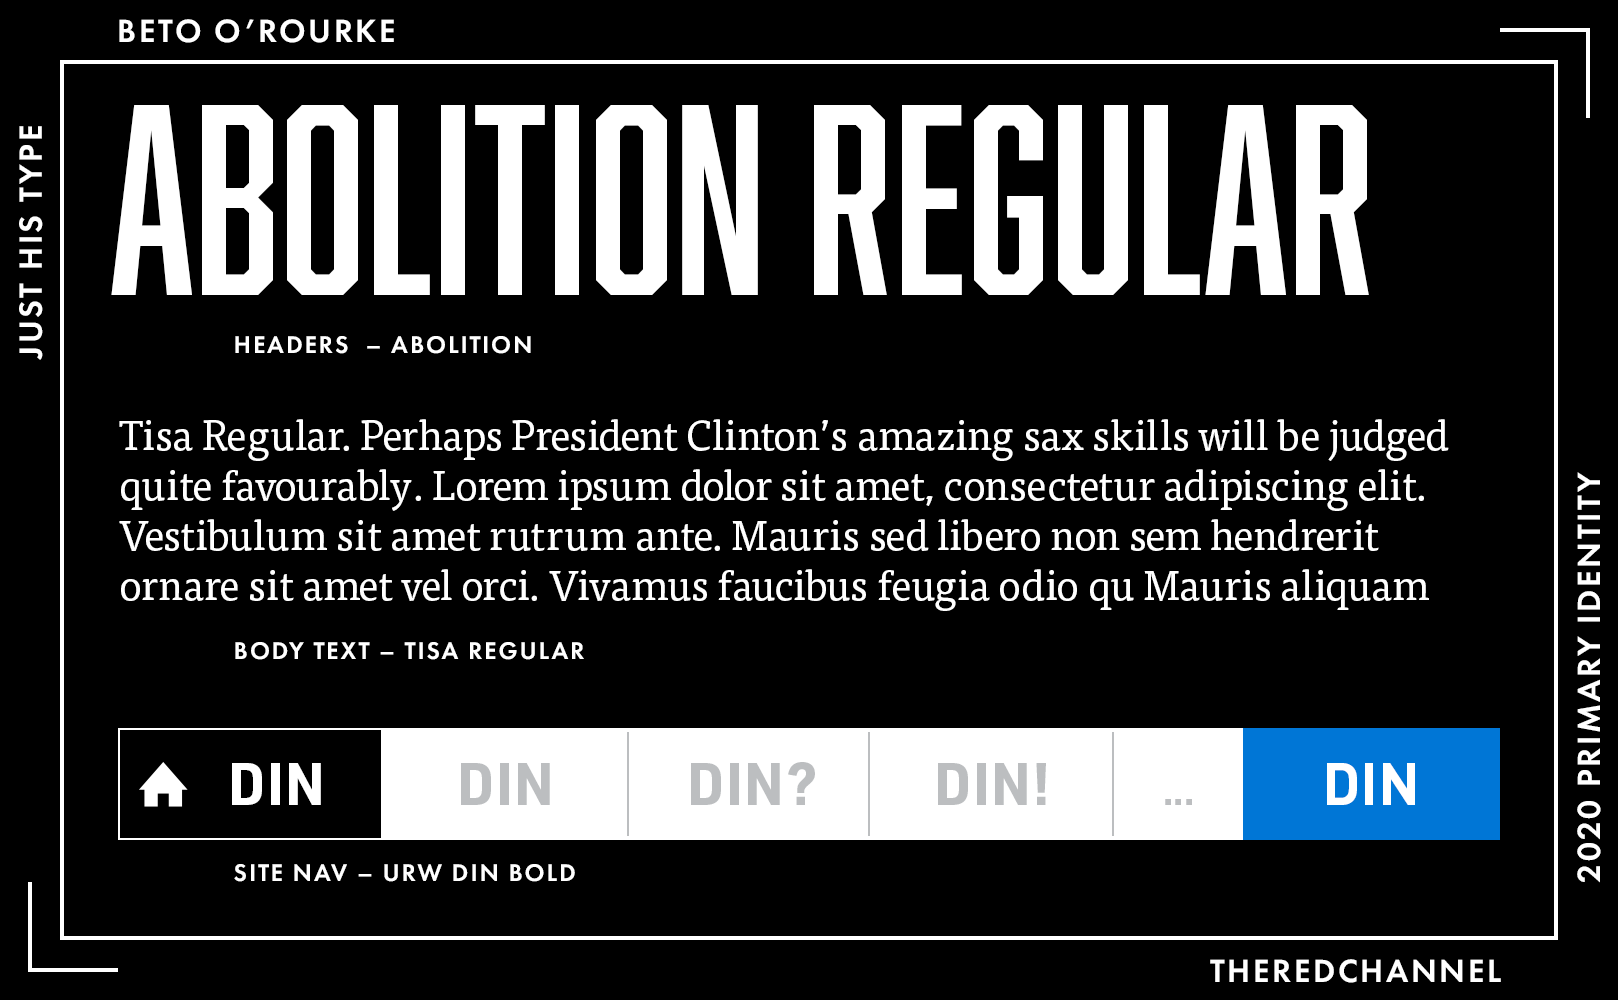 BETO O’ROURKE
JUST HIS TYPE
ABOLITION REGULAR
HEADERS – ABOLITION
Tisa Regular. Perhaps President Clinton’s amazing sax skills will be judged
quite favourably. Lorem ipsum dolor sit amet, consectetur adipiscing elit.
Vestibulum sit amet rutrum ante. Mauris sed libero non sem hendrerit
ornare sit amet vel orci. Vivamus faucibus feugia odio qu Mauris aliquam
BODY TEXT – TISA REGULAR
DIN DIN DIN? DIN! ... DIN
SITE NAV – URW DIN BOLD
2020 PRIMARY IDENTITY
THEREDCHANNEL